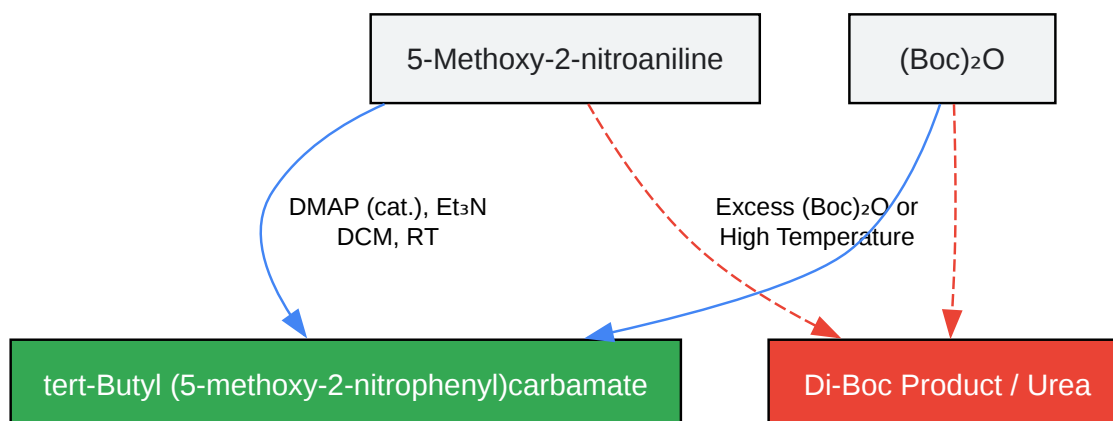 5-Methoxy-2-nitroaniline
(Boc)₂O
DMAP (cat.), Et₃N
DCM, RT
Excess (Boc)₂O or
High Temperature
tert-Butyl (5-methoxy-2-nitrophenyl)carbamate
Di-Boc Product / Urea